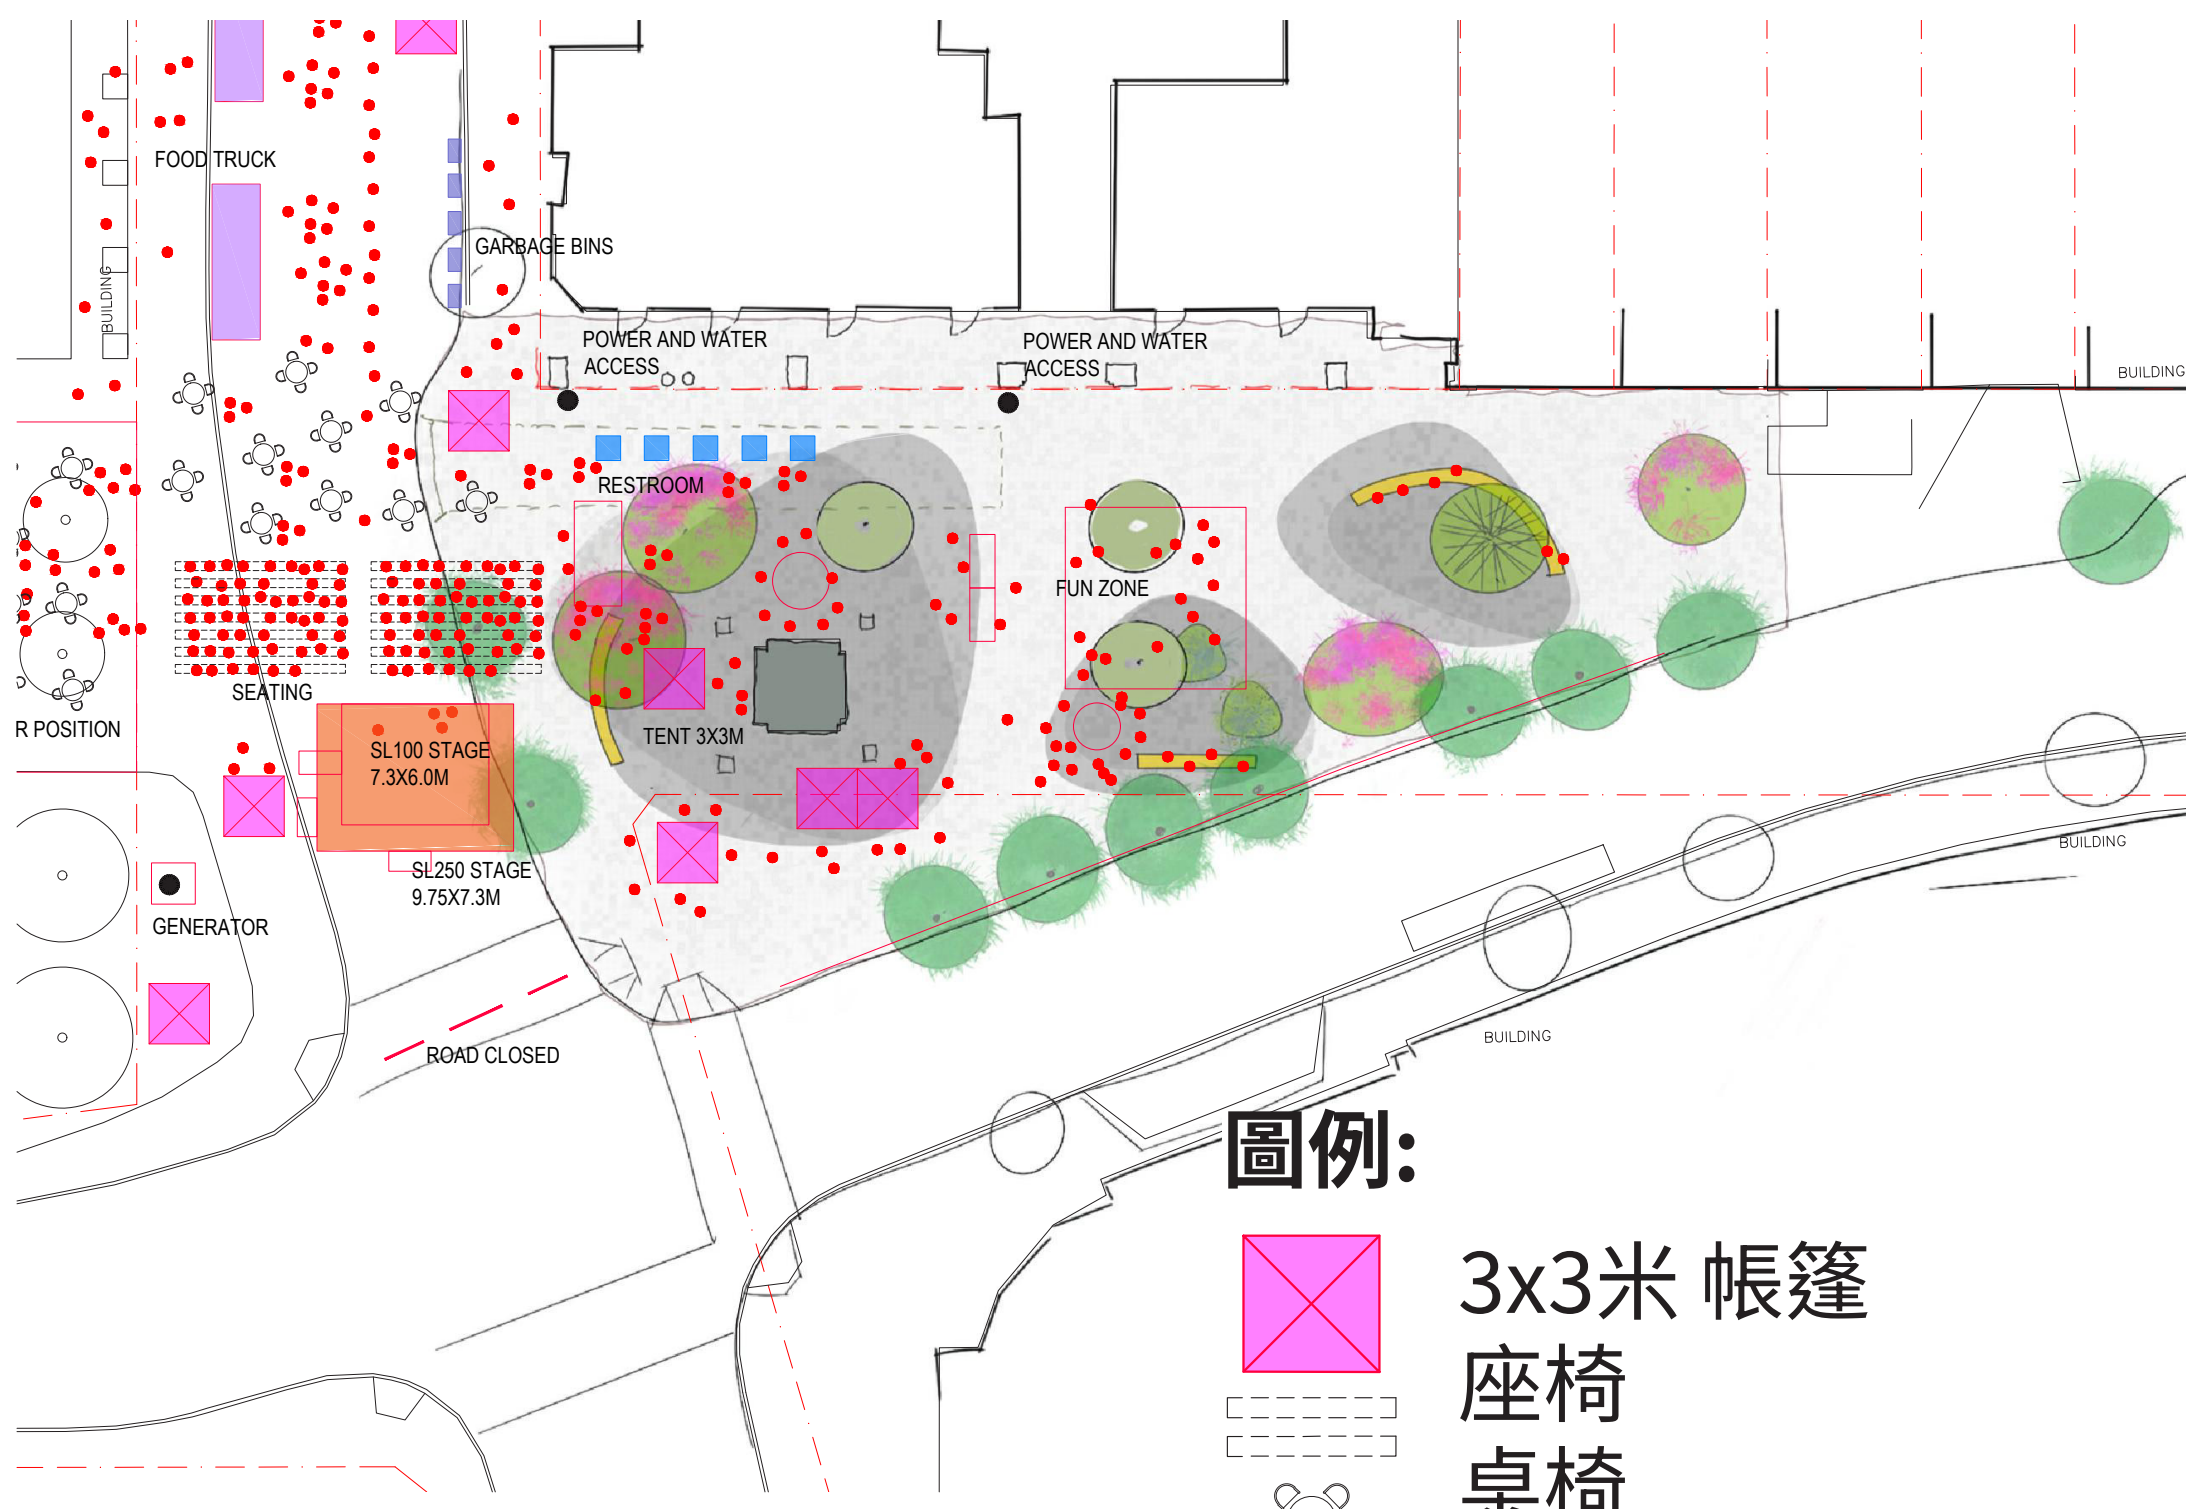 FOOD TRUCK
GARBAGE BINS
BUILDING
POWER AND WATER
ACCESS
POWER AND WATER
ACCESS
BUILDING
RESTROOM
FUN ZONE
SEATING
R POSITION
TENT 3X3M
SL100 STAGE
7.3X6.0M
SL250 STAGE
9.75X7.3M
BUILDING
GENERATOR
ROAD CLOSED
BUILDING
圖例:
3x3米 帳篷
座椅
桌椅